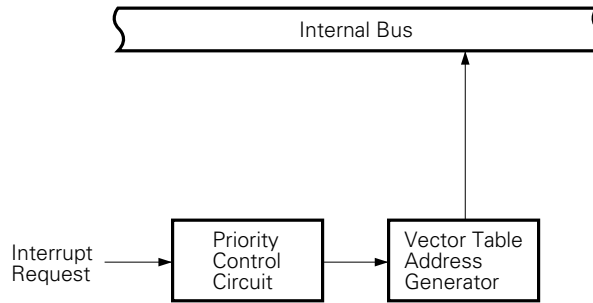 Internal Bus
Interrupt
Request
Priority
Control
Circuit
Vector Table
Address
Generator